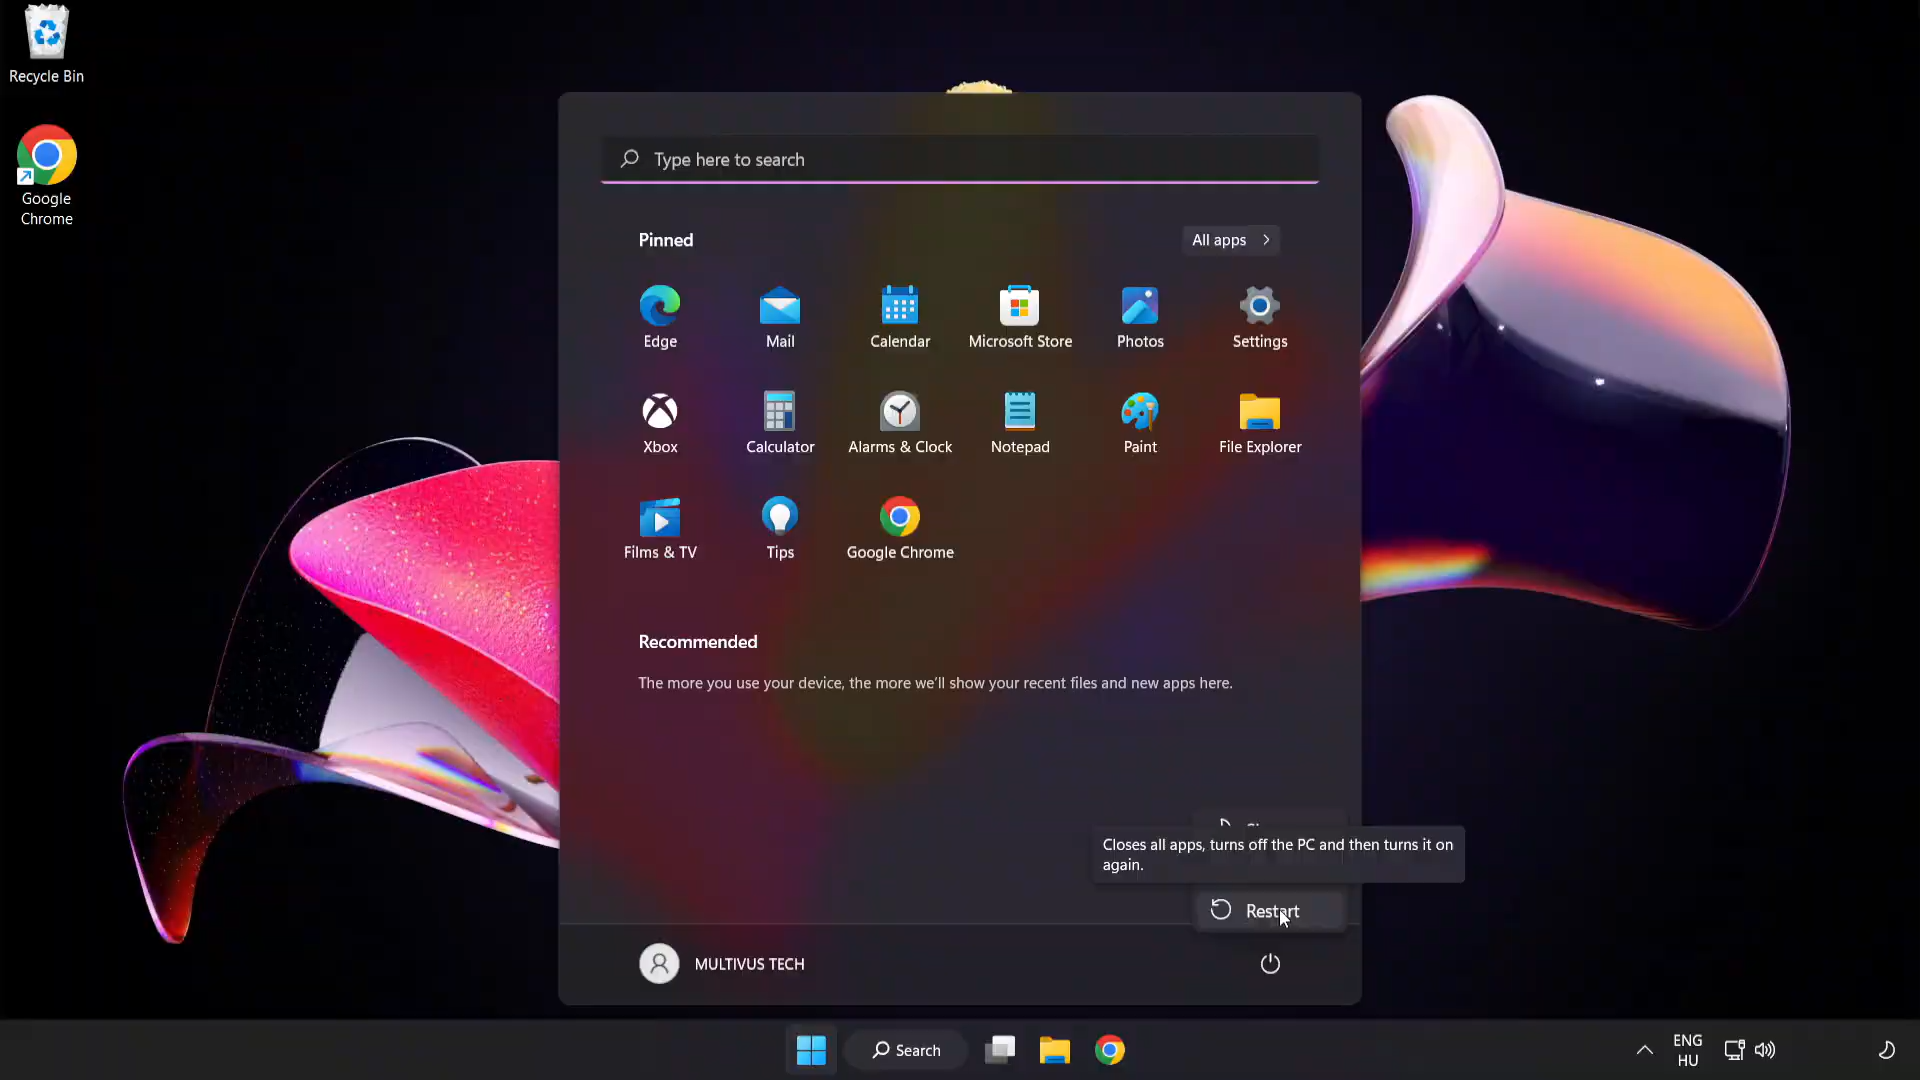 Recycle Bin
Google
Chrome
Type here to search
Pinned
All apps
Edge
Mail
Calendar
Microsoft Store
Photos
Settings
Xbox
Calculator
Alarms & Clock
Notepad
Paint
File Explorer
Films & TV
Tips
Google Chrome
Recommended
The more you use your device, the more we'll show your recent files and new apps here.
Closes all apps, turns off the PC and then turns it on
again.
Restart
MULTIVUS TECH
Search
ENG
HU